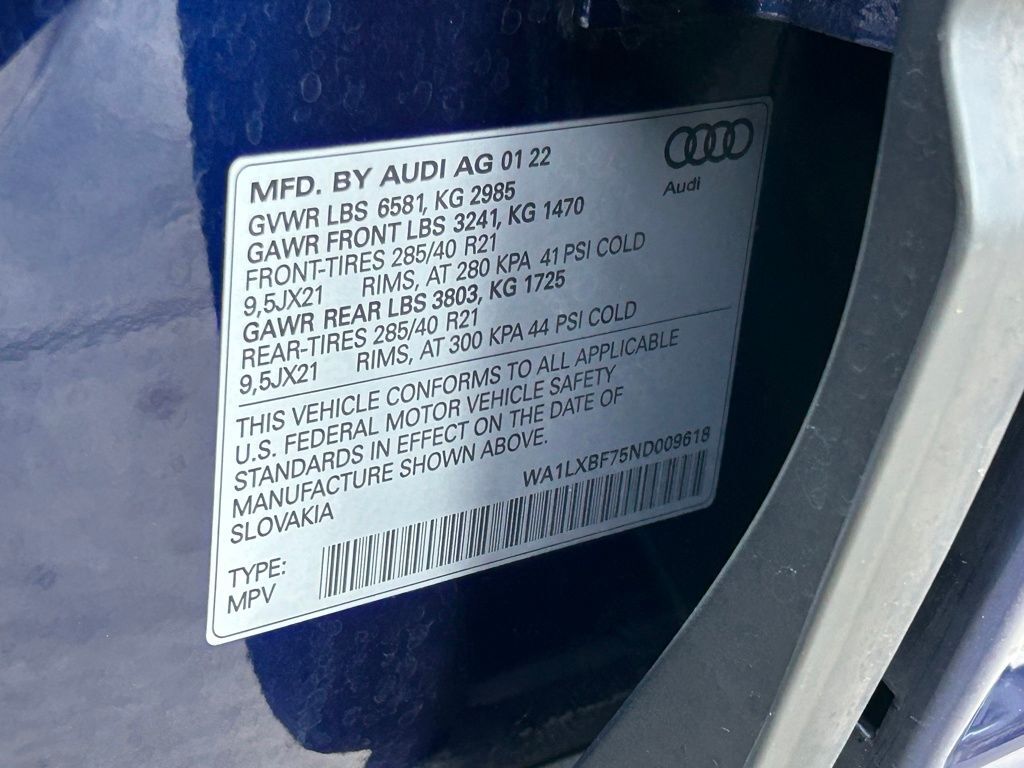 MFD. BY AUDI AG 01 22
Audi
GVWR LBS 6581, KG 2985
GAWR FRONT LBS 3241, KG 1470
FRONT-TIRES 285/40 R21
9,5JX21 RIMS, AT 280 KPA 41 PSI COLD
GAWR REAR LBS 3803, KG 1725
REAR-TIRES 285/40 R21
9,5JX21 RIMS, AT 300 KPA 44 PSI COLD
THIS VEHICLE CONFORMS TO ALL APPLICABLE
U.S. FEDERAL MOTOR VEHICLE SAFETY
STANDARDS IN EFFECT ON THE DATE OF
MANUFACTURE SHOWN ABOVE.
SLOVAKIA
WA1LXBF75ND009618
TYPE:
MPV